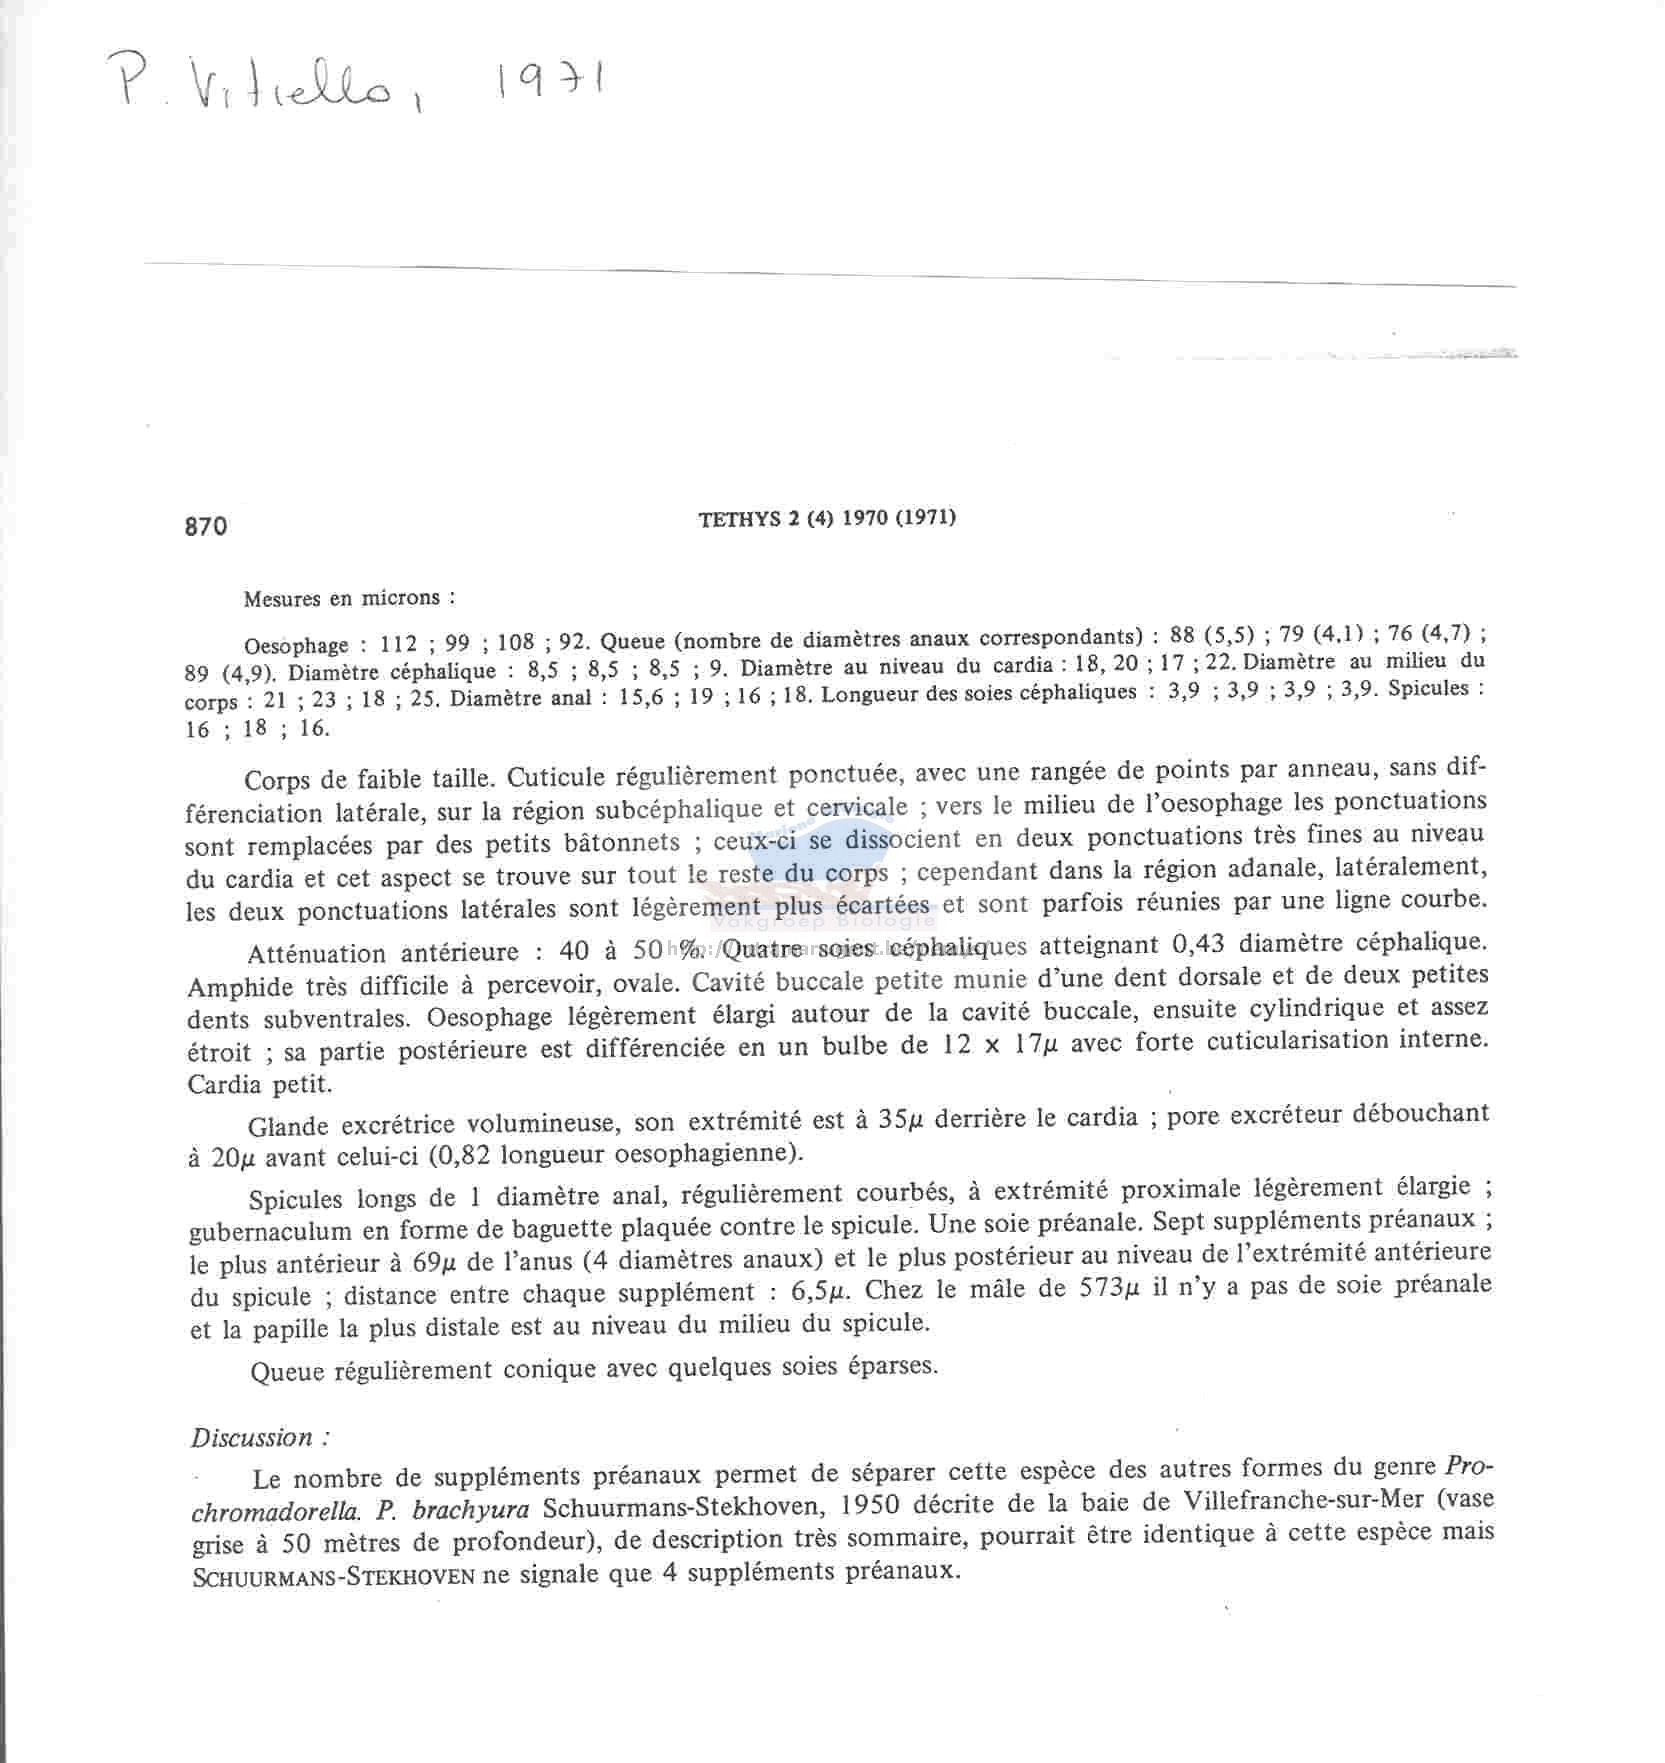 P. Vitiello, 1971
870
TETHYS 2 (4) 1970 (1971)
Mesures en microns :
Oesophage : 112 ; 99 ; 108 ; 92. Queue (nombre de diamètres anaux correspondants) : 88 (5,5) ; 79 (4,1) ; 76 (4,7) ;
89 (4,9). Diamètre céphalique : 8,5 ; 8,5 ; 8,5 ; 9. Diamètre au niveau du cardia : 18, 20 ; 17 ; 22. Diamètre au milieu du
corps : 21 ; 23 ; 18 ; 25. Diamètre anal : 15,6 ; 19 ; 16 ; 18. Longueur des soies céphaliques : 3,9 ; 3,9 ; 3,9 ; 3,9. Spicules :
16 ; 18 ; 16.
Corps de faible taille. Cuticule régulièrement ponctuée, avec une rangée de points par anneau, sans dif-
férenciation latérale, sur la région subcéphalique et cervicale ; vers le milieu de l'oesophage les ponctuations
sont remplacées par des petits bâtonnets ; ceux-ci se dissocient en deux ponctuations très fines au niveau
du cardia et cet aspect se trouve sur tout le reste du corps ; cependant dans la région adanale, latéralement,
les deux ponctuations latérales sont légèrement plus écartées et sont parfois réunies par une ligne courbe.
Vakgroep Biologie
Atténuation antérieure : 40 à 50 %. Quatre soies céphaliques atteignant 0,43 diamètre céphalique.
Amphide très difficile à percevoir, ovale. Cavité buccale petite munie d'une dent dorsale et de deux petites
dents subventrales. Oesophage légèrement élargi autour de la cavité buccale, ensuite cylindrique et assez
étroit ; sa partie postérieure est différenciée en un bulbe de 12 x 17µ avec forte cuticularisation interne.
Cardia petit.
Glande excrétrice volumineuse, son extrémité est à 35µ derrière le cardia ; pore excréteur débouchant
à 20µ avant celui-ci (0,82 longueur oesophagienne).
Spicules longs de 1 diamètre anal, régulièrement courbés, à extrémité proximale légèrement élargie ;
gubernaculum en forme de baguette plaquée contre le spicule. Une soie préanale. Sept suppléments préanaux ;
le plus antérieur à 69µ de l'anus (4 diamètres anaux) et le plus postérieur au niveau de l'extrémité antérieure
du spicule ; distance entre chaque supplément : 6,5µ. Chez le mâle de 573µ il n'y a pas de soie préanale
et la papille la plus distale est au niveau du milieu du spicule.
Queue régulièrement conique avec quelques soies éparses.
Discussion :
Le nombre de suppléments préanaux permet de séparer cette espèce des autres formes du genre Pro-
chromadorella. P. brachyura Schuurmans-Stekhoven, 1950 décrite de la baie de Villefranche-sur-Mer (vase
grise à 50 mètres de profondeur), de description très sommaire, pourrait être identique à cette espèce mais
SCHUURMANS-STEKHOVEN ne signale que 4 suppléments préanaux.